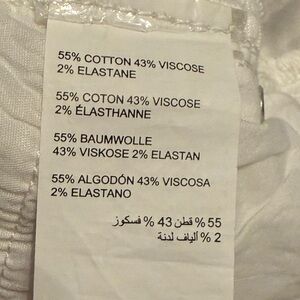 55% COTTON 43% VISCOSE
2% ELASTANE
55% COTON 43% VISCOSE
2% ÉLASTHANNE
55% BAUMWOLLE
43% VISKOSE 2% ELASTAN
55% ALGODÓN 43% VISCOSA
2% ELASTANO
55 % قطن 43 % فسكوز
2 % ألياف لدنة